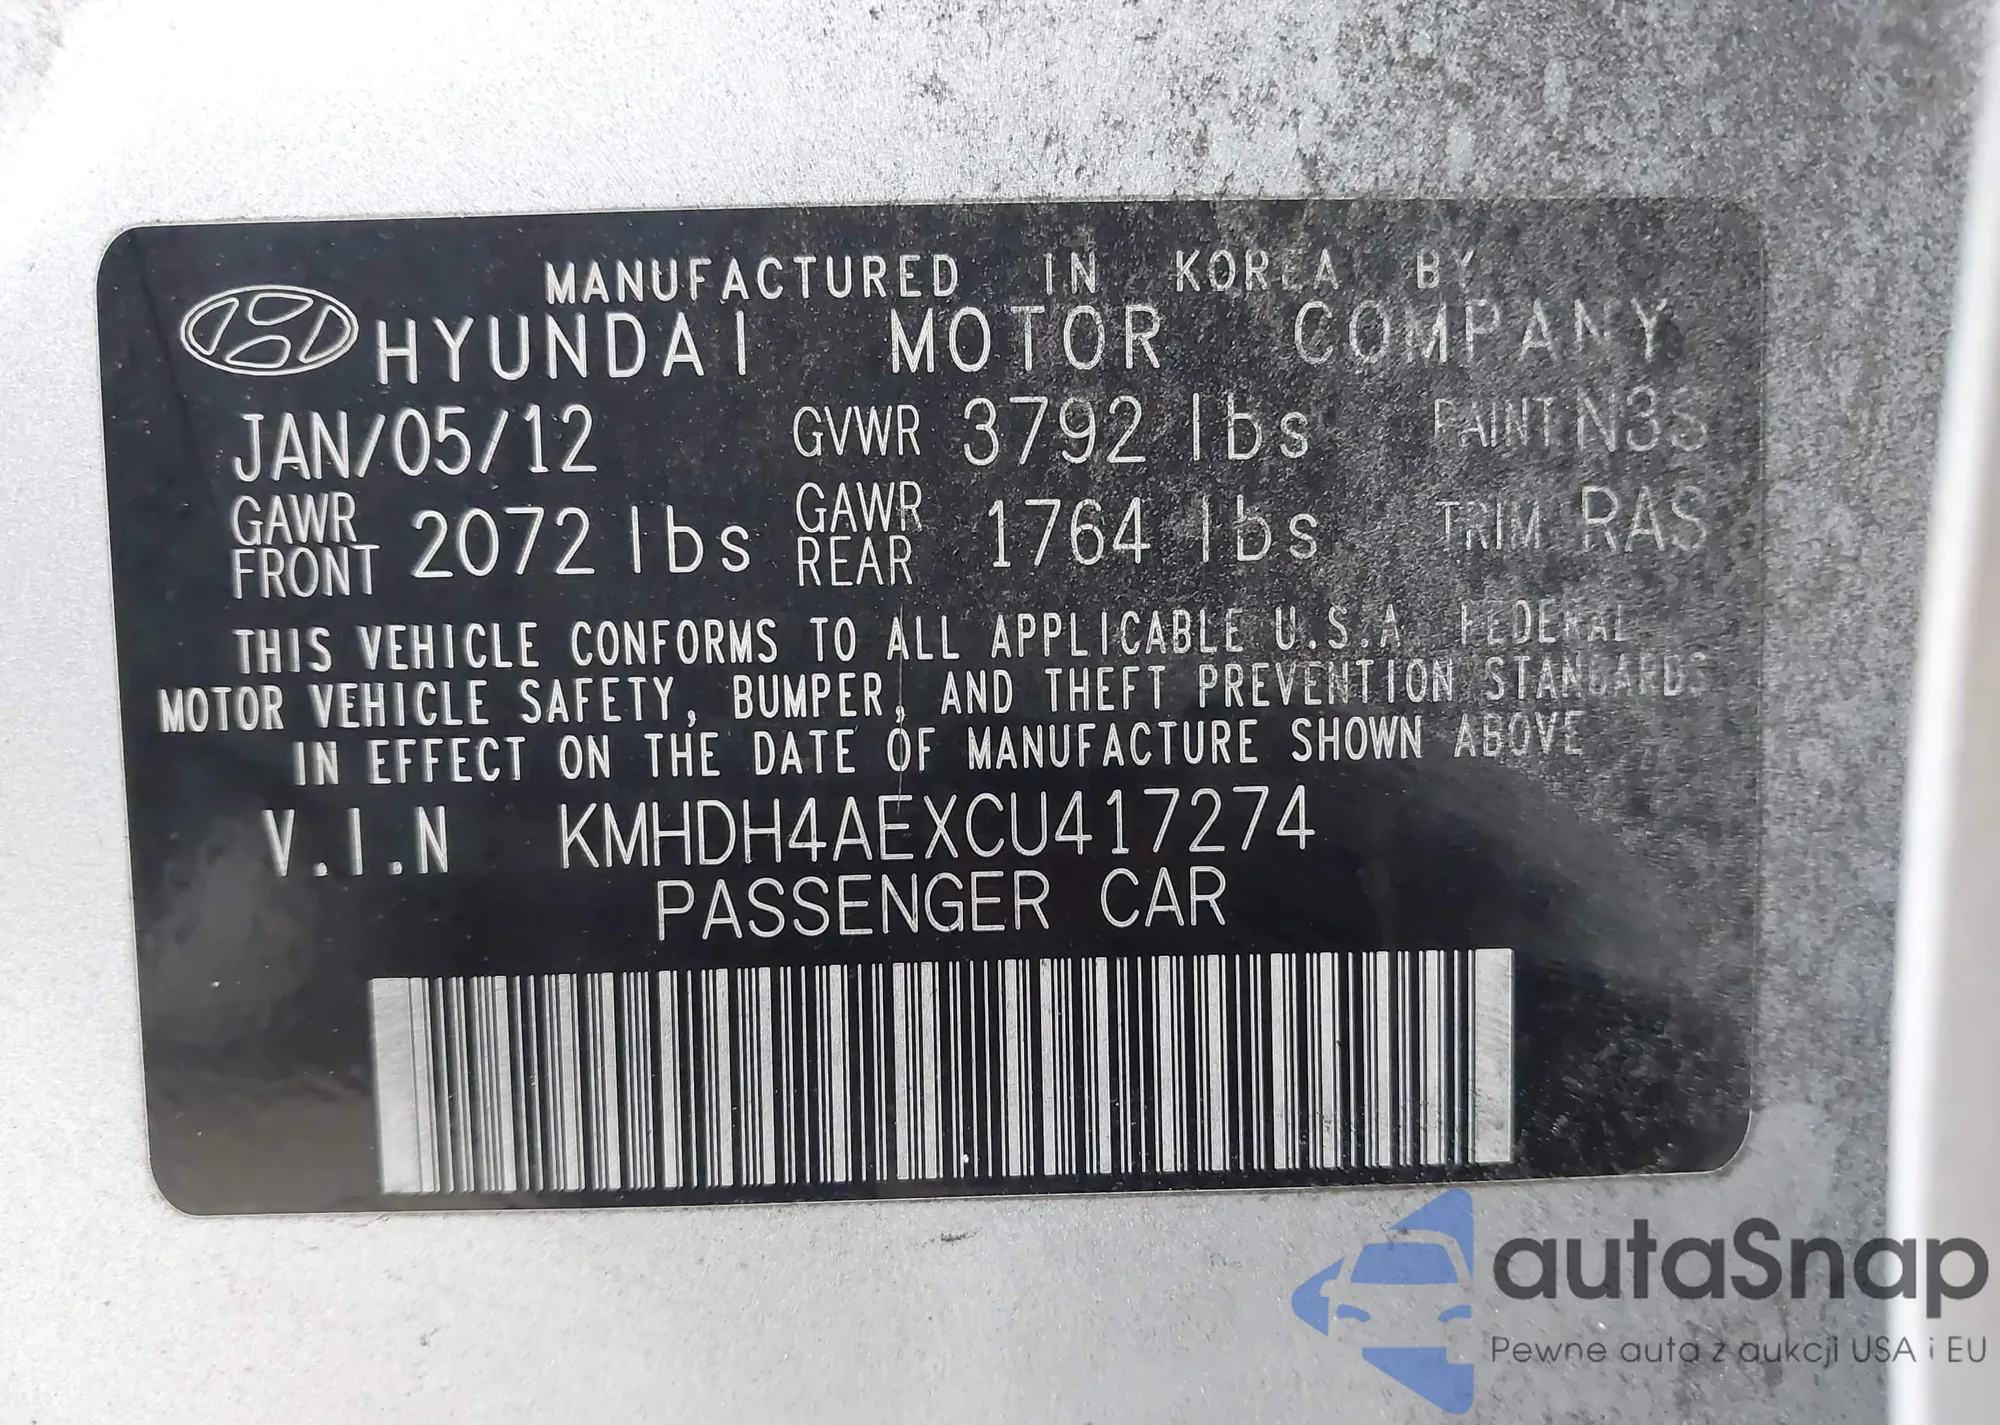 MANUFACTURED IN KOREA BY
HYUNDAI MOTOR COMPANY
JAN/05/12 GVWR 3792 lbs PAINT N3S
GAWR FRONT 2072 lbs GAWR REAR 1764 lbs TRIM RAS
THIS VEHICLE CONFORMS TO ALL APPLICABLE U.S.A. FEDERAL
MOTOR VEHICLE SAFETY, BUMPER, AND THEFT PREVENTION STANDARDS
IN EFFECT ON THE DATE OF MANUFACTURE SHOWN ABOVE
V.I.N KMHDH4AEXCU417274
PASSENGER CAR
autaSnap
Pewne auta z aukcji USA i EU